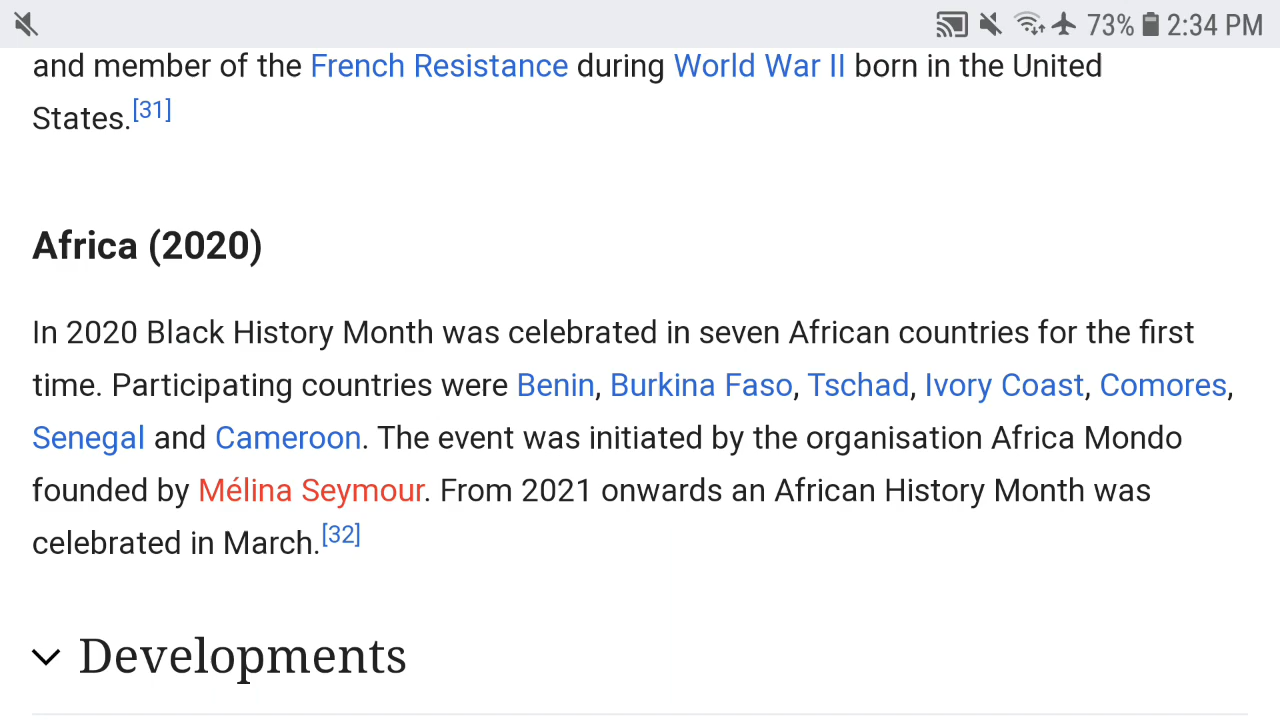 73% 2:34 PM
and member of the French Resistance during World War II born in the United
States.[31]
Africa (2020)
In 2020 Black History Month was celebrated in seven African countries for the first
time. Participating countries were Benin, Burkina Faso, Tschad, Ivory Coast, Comores,
Senegal and Cameroon. The event was initiated by the organisation Africa Mondo
founded by Mélina Seymour. From 2021 onwards an African History Month was
celebrated in March.[32]
Developments